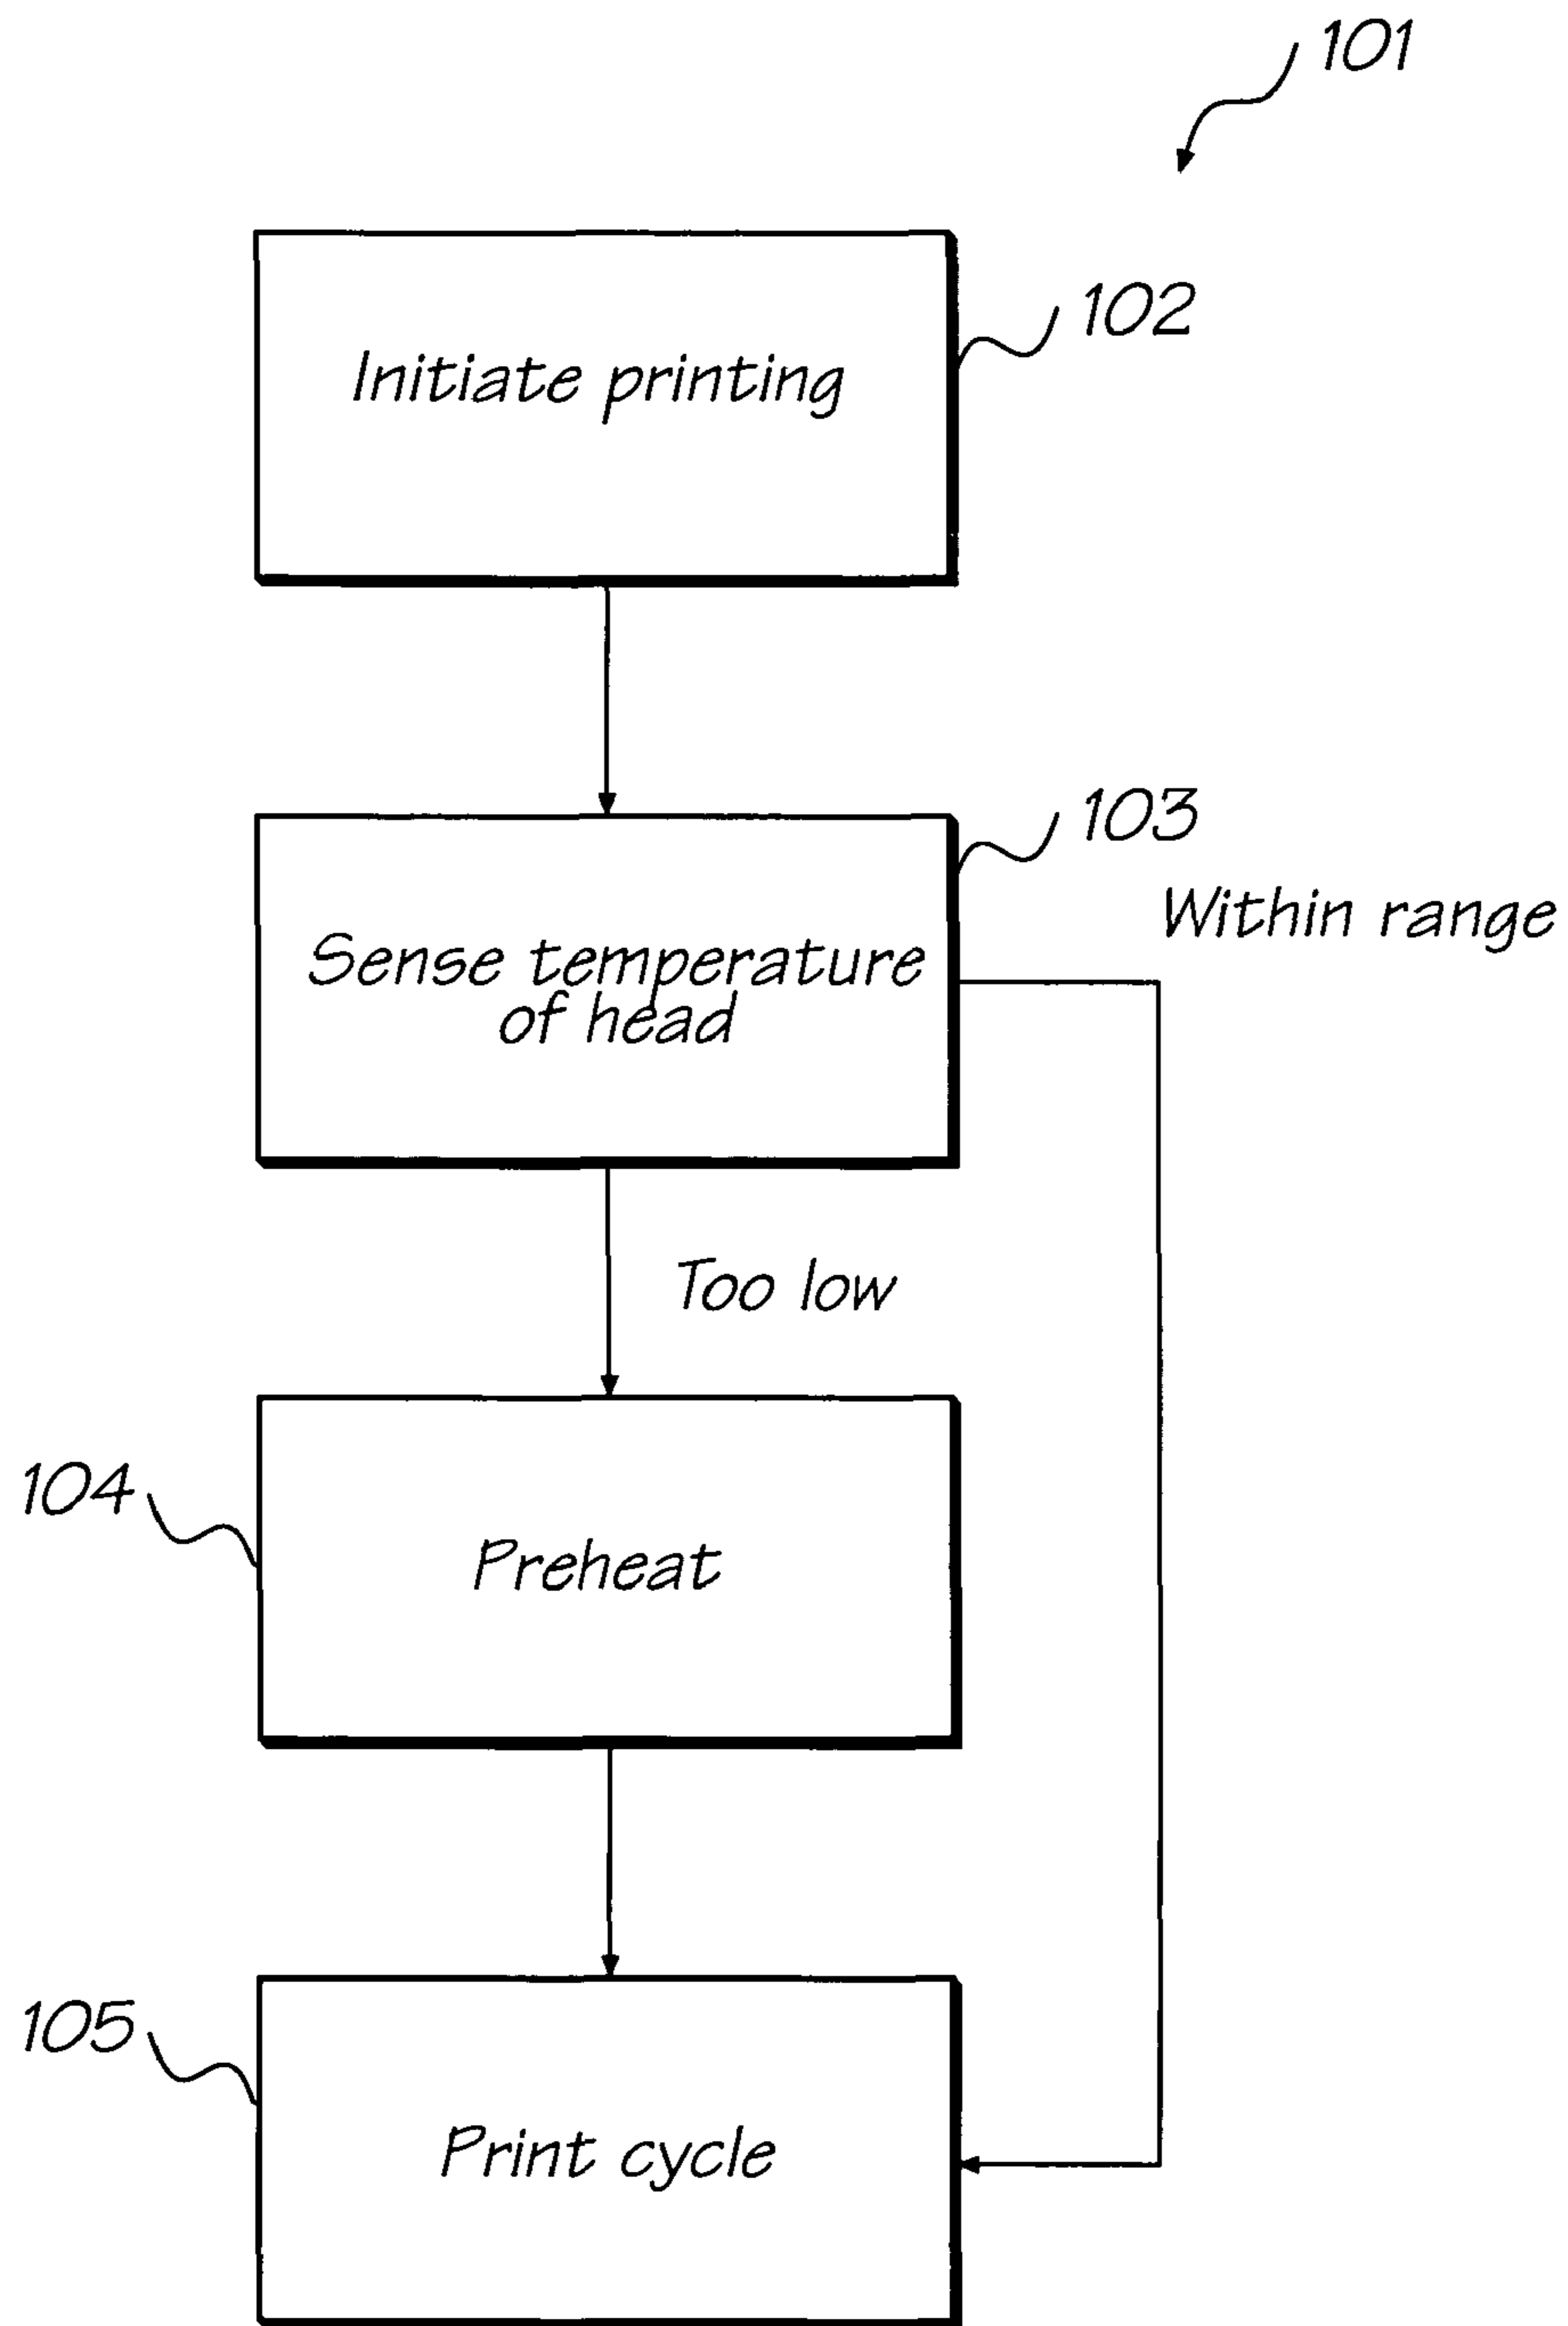 101
Initiate printing
102
103
Within range
Sense temperature
of head
Too low
104
Preheat
105
Print cycle